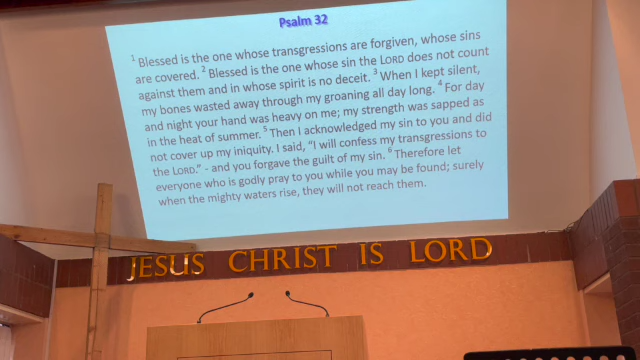 Psalm 32
1 Blessed is the one whose transgressions are forgiven, whose sins
are covered. 2 Blessed is the one whose sin the LORD does not count
against them and in whose spirit is no deceit. 3 When I kept silent,
my bones wasted away through my groaning all day long. 4 For day
and night your hand was heavy on me; my strength was sapped as
in the heat of summer. 5 Then I acknowledged my sin to you and did
not cover up my iniquity. I said, "I will confess my transgressions to
the LORD." - and you forgave the guilt of my sin. 6 Therefore let
everyone who is godly pray to you while you may be found; surely
when the mighty waters rise, they will not reach them.
JESUS CHRIST IS LORD